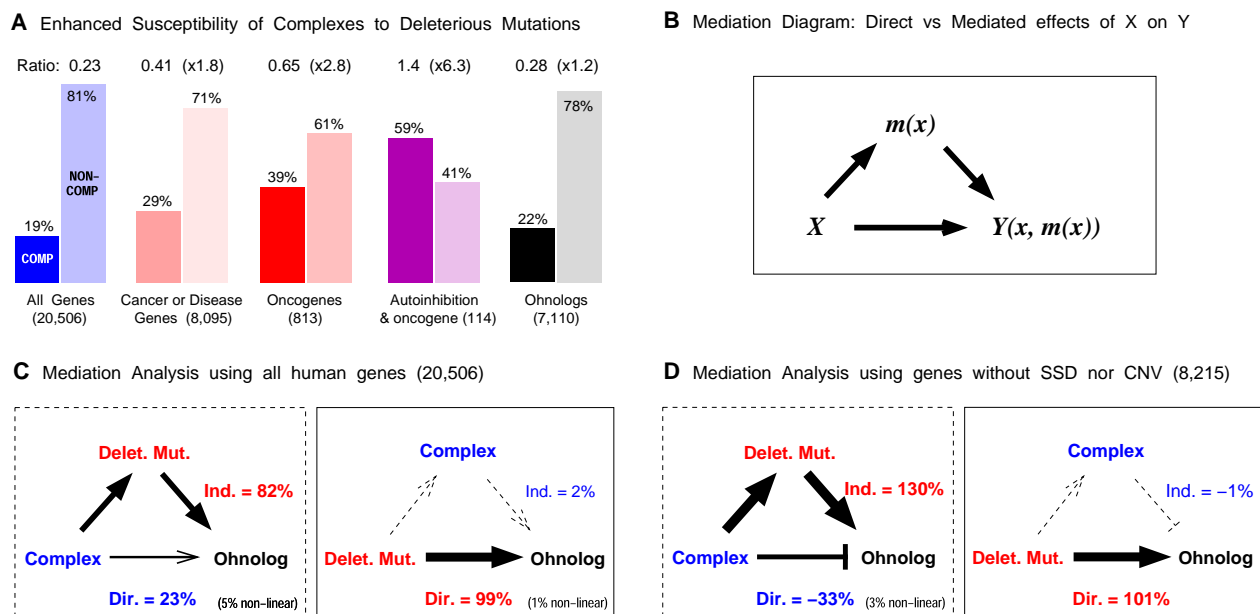 A Enhanced Susceptibility of Complexes to Deleterious Mutations
Ratio: 0.23 0.41 (x1.8) 0.65 (x2.8) 1.4 (x6.3) 0.28 (x1.2)
81% 71% 61% 59% 78%
41%
39%
NON-
COMP
29%
19% 22%
COMP
All Genes Cancer or Disease Oncogenes Autoinhibition Ohnologs
(20,506) Genes (8,095) (813) & oncogene (114) (7,110)
B Mediation Diagram: Direct vs Mediated effects of X on Y
m(x)
X Y(x, m(x))
C Mediation Analysis using all human genes (20,506)
Delet. Mut.
Ind. = 82%
Complex Ohnolog
Dir. = 23% (5% non-linear)
Complex
Ind. = 2%
Delet. Mut. Ohnolog
Dir. = 99% (1% non-linear)
D Mediation Analysis using genes without SSD nor CNV (8,215)
Delet. Mut.
Ind. = 130%
Complex Ohnolog
Dir. = −33% (3% non-linear)
Complex
Ind. = −1%
Delet. Mut. Ohnolog
Dir. = 101%